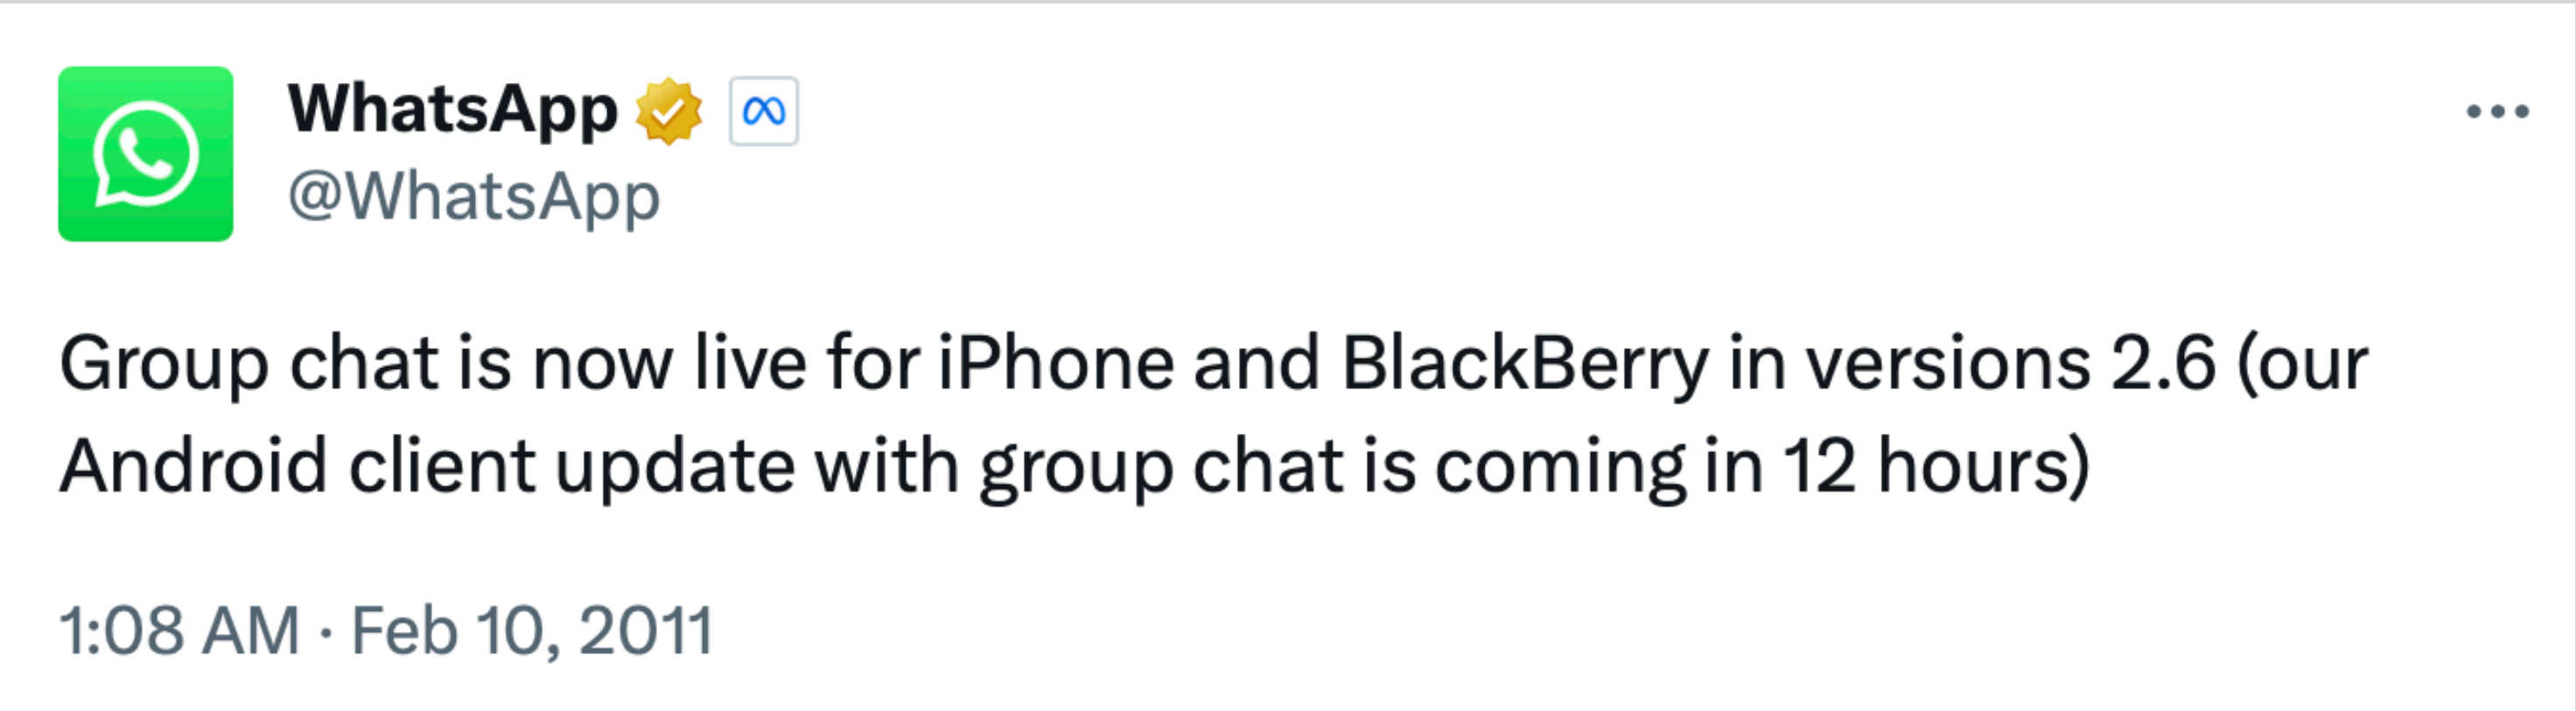 WhatsApp
@WhatsApp
Group chat is now live for iPhone and BlackBerry in versions 2.6 (our
Android client update with group chat is coming in 12 hours)
1:08 AM · Feb 10, 2011